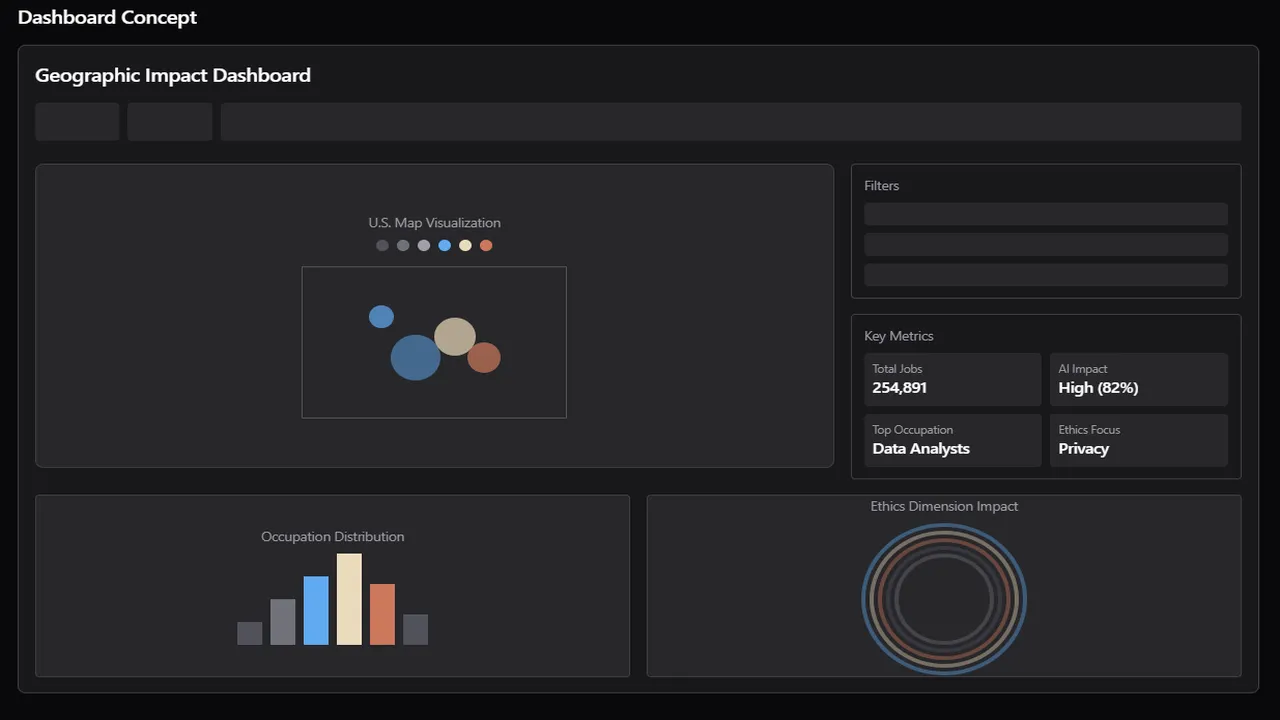 Dashboard Concept
Geographic Impact Dashboard
U.S. Map Visualization
Filters
Key Metrics
Total Jobs
254,891
AI Impact
High (82%)
Top Occupation
Data Analysts
Ethics Focus
Privacy
Occupation Distribution
Ethics Dimension Impact